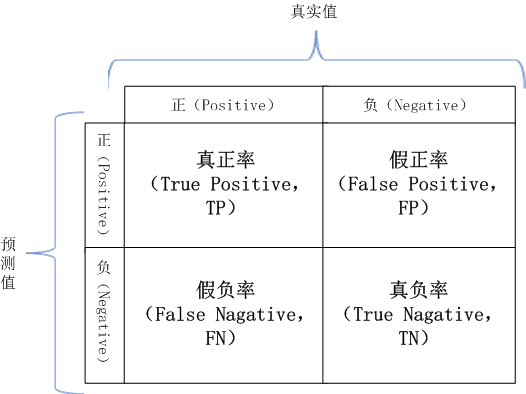 真实值
正（Positive）
负（Negative）
预测值
正（Positive）
真正率
（True Positive，
TP）
假正率
（False Positive，
FP）
负（Negative）
假负率
（False Nagative，
FN）
真负率
（True Nagative，
TN）